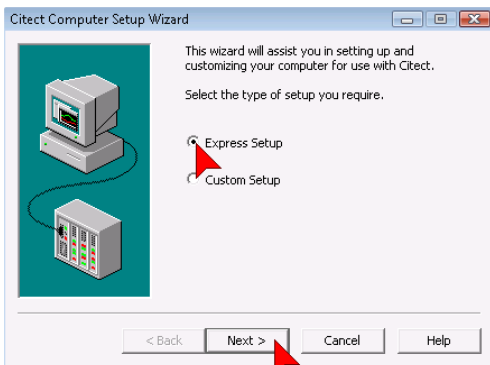 Citect Computer Setup Wizard
This wizard will assist you in setting up and
customizing your computer for use with Citect.
Select the type of setup you require.
Express Setup
Custom Setup
< Back Next > Cancel Help